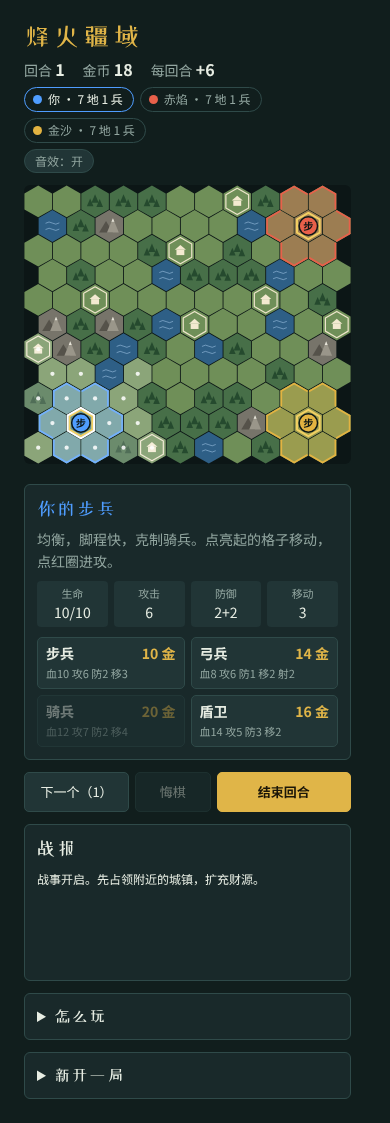 烽火疆域
回合 1 金币 18 每回合 +6
你 · 7 地 1 兵 赤焰 · 7 地 1 兵
金沙 · 7 地 1 兵
音效：开
步
步 步
你的步兵
均衡，脚程快，克制骑兵。点亮起的格子移动，
点红圈进攻。
生命 攻击 防御 移动
10/10 6 2+2 3
步兵 10 金 弓兵 14 金
血10 攻6 防2 移3 血8 攻6 防1 移2 射2
骑兵 20 金 盾卫 16 金
血12 攻7 防2 移4 血14 攻5 防3 移2
下一个（1） 悔棋 结束回合
战报
战事开启。先占领附近的城镇，扩充财源。
▶ 怎么玩
▶ 新开一局